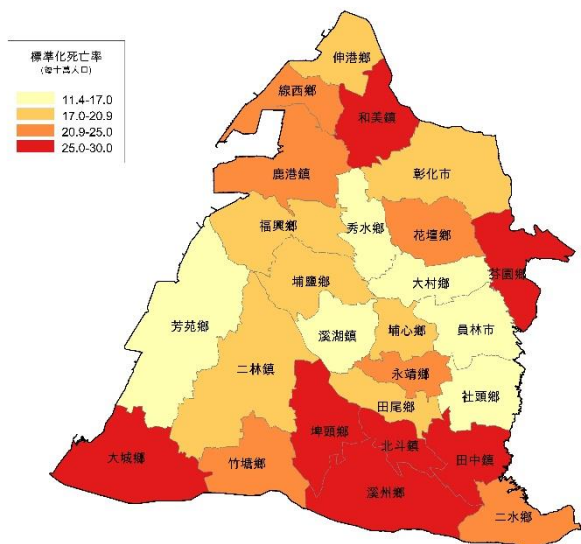 標準化死亡率
(每十萬人口)
11.4-17.0
17.0-20.9
20.9-25.0
25.0-30.0
伸港鄉
線西鄉
和美鎮
鹿港鎮
彰化市
福興鄉
秀水鄉
花壇鄉
芬園鄉
埔鹽鄉
大村鄉
芳苑鄉
溪湖鎮
埔心鄉
員林市
二林鎮
永靖鄉
社頭鄉
田尾鄉
埤頭鄉
北斗鎮
大城鄉
竹塘鄉
田中鎮
溪州鄉
二水鄉